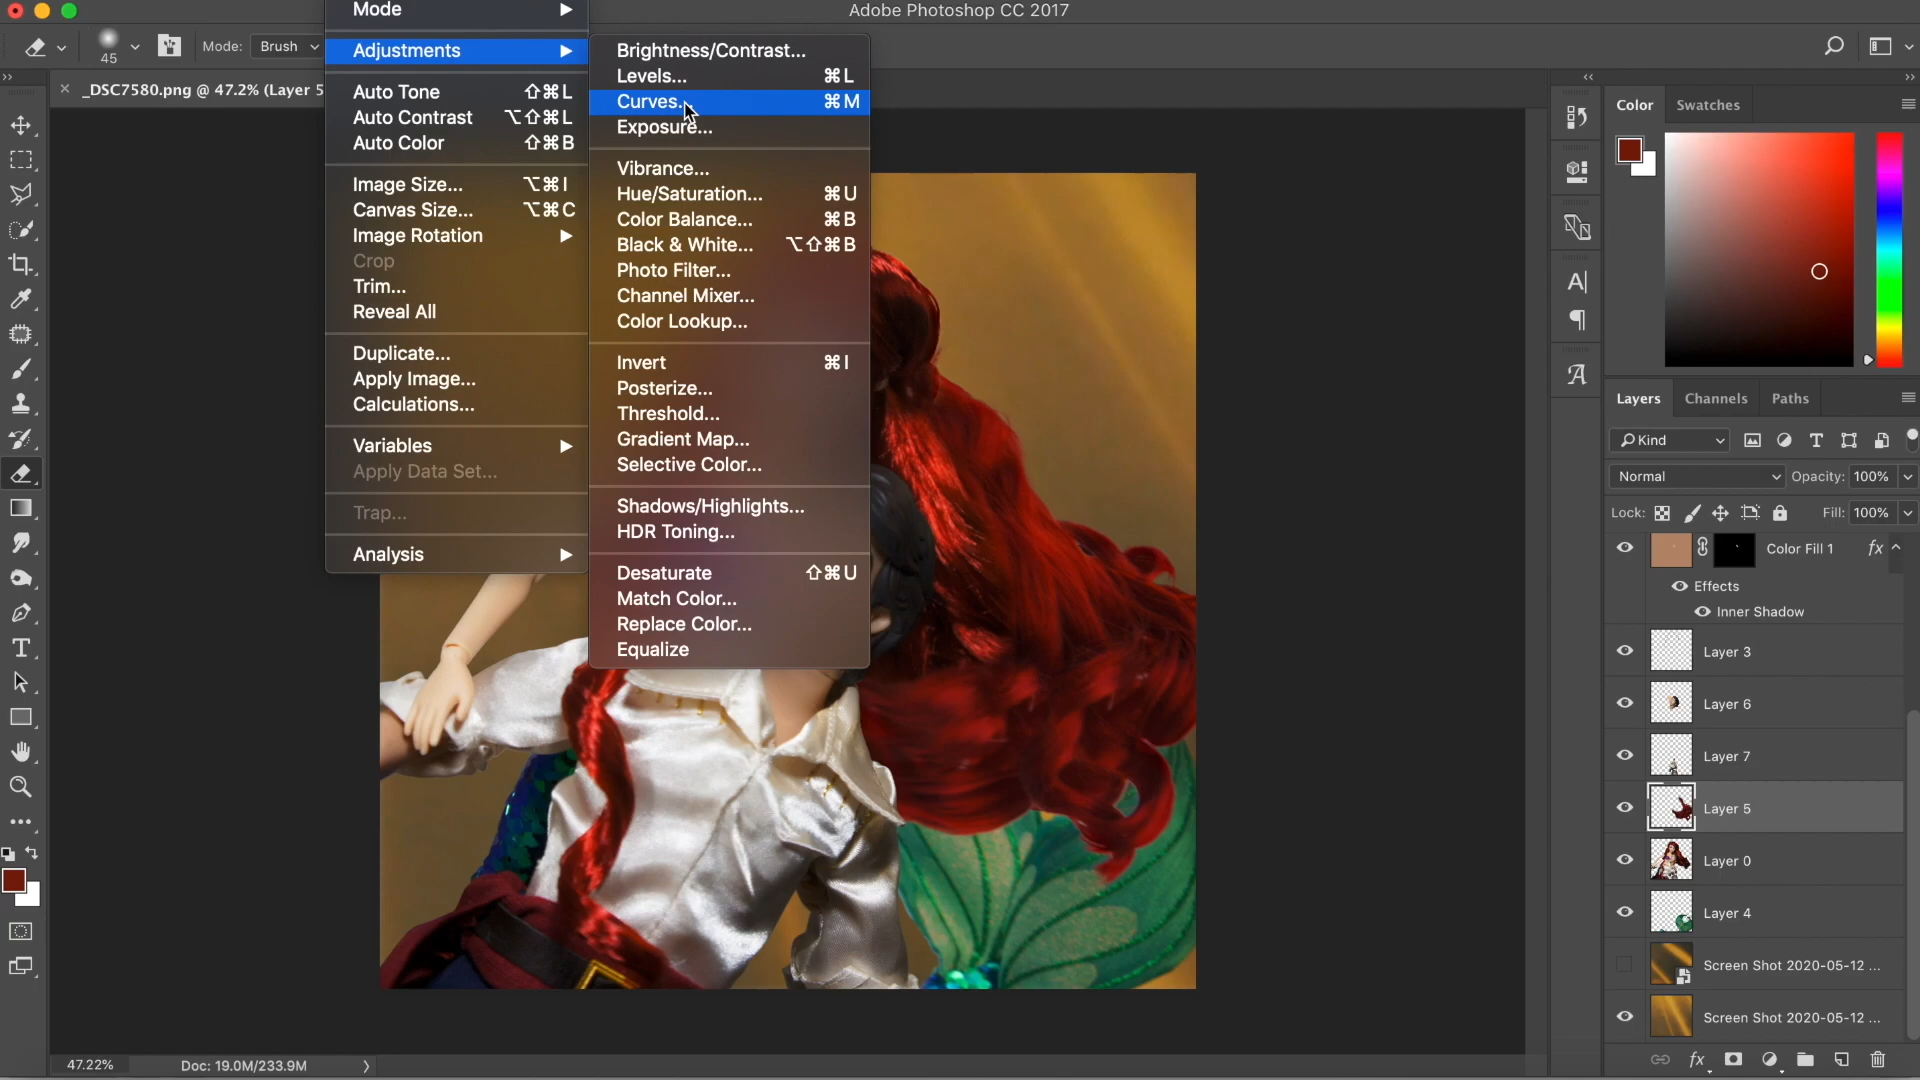 Adobe Photoshop CC 2017
45
Mode: Brush
_DSC7580.png @ 47.2% (Layer 5
Mode
Adjustments
Auto Tone ⇧⌘L
Auto Contrast ⌥⇧⌘L
Auto Color ⇧⌘B
Image Size... ⌥⌘I
Canvas Size... ⌥⌘C
Image Rotation
Crop
Trim...
Reveal All
Duplicate...
Apply Image...
Calculations...
Variables
Apply Data Set...
Trap...
Analysis
Brightness/Contrast...
Levels... ⌘L
Curves... ⌘M
Exposure...
Vibrance...
Hue/Saturation... ⌘U
Color Balance... ⌘B
Black & White... ⌥⇧⌘B
Photo Filter...
Channel Mixer...
Color Lookup...
Invert ⌘I
Posterize...
Threshold...
Gradient Map...
Selective Color...
Shadows/Highlights...
HDR Toning...
Desaturate ⇧⌘U
Match Color...
Replace Color...
Equalize
Color Swatches
Layers Channels Paths
Kind
Normal Opacity: 100%
Lock: Fill: 100%
Color Fill 1 fx
Effects
Inner Shadow
Layer 3
Layer 6
Layer 7
Layer 5
Layer 0
Layer 4
Screen Shot 2020-05-12 ...
Screen Shot 2020-05-12 ...
fx
47.22% Doc: 19.0M/233.9M